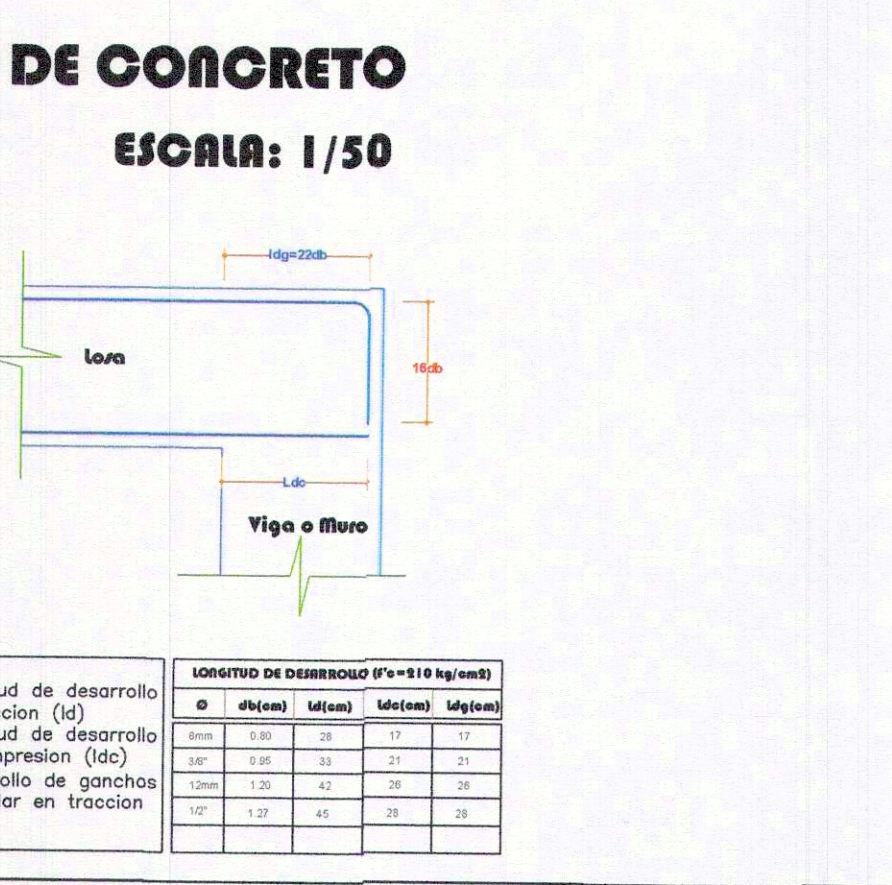 DE CONCRETO
ESCALA: 1/50
ldg=22db
Losa
16db
Ldc
Viga o Muro
ud de desarrollo
ccion (ld)
ud de desarrollo
mpresion (ldc)
ollo de ganchos
lar en traccion
LONGITUD DE DESARROLLO (f'c=210 kg/cm2)
Ø db(cm) Ld(cm) Ldc(cm) Ldg(cm)
8mm 0.80 28 17 17
3/8" 0.95 33 21 21
12mm 1.20 42 26 26
1/2" 1.27 45 28 28